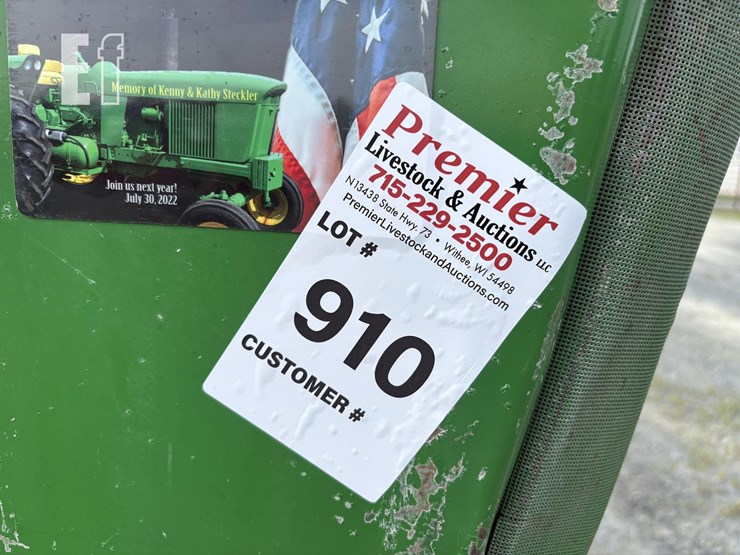 Ef
Memory of Kenny & Kathy Steckler
Join us next year!
July 30, 2022
Premier
Livestock & Auctions LLC
715-229-2500
N13438 State Hwy. 73 • Withee, WI 54498
PremierLivestockandAuctions.com
LOT #
910
CUSTOMER #